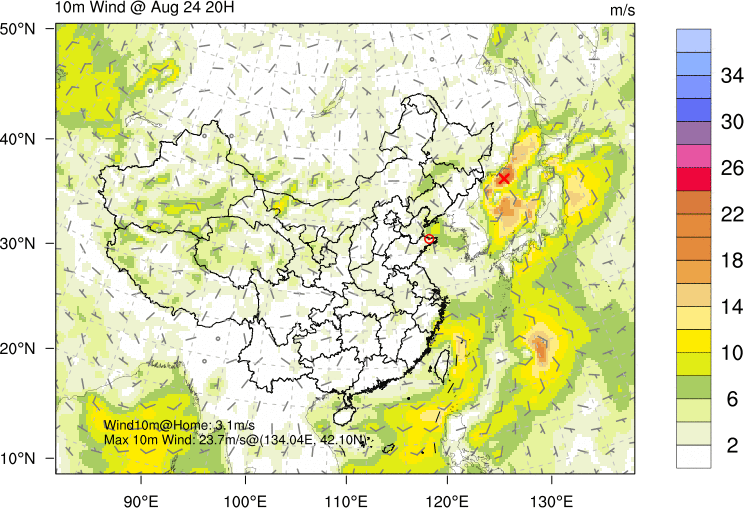 10m Wind @ Aug 24 20H
m/s
50°N
40°N
30°N
20°N
10°N
90°E 100°E 110°E 120°E 130°E
Wind10m@Home: 3.1m/s
Max 10m Wind: 23.7m/s@(134.04E, 42.10N)
34
30
26
22
18
14
10
6
2